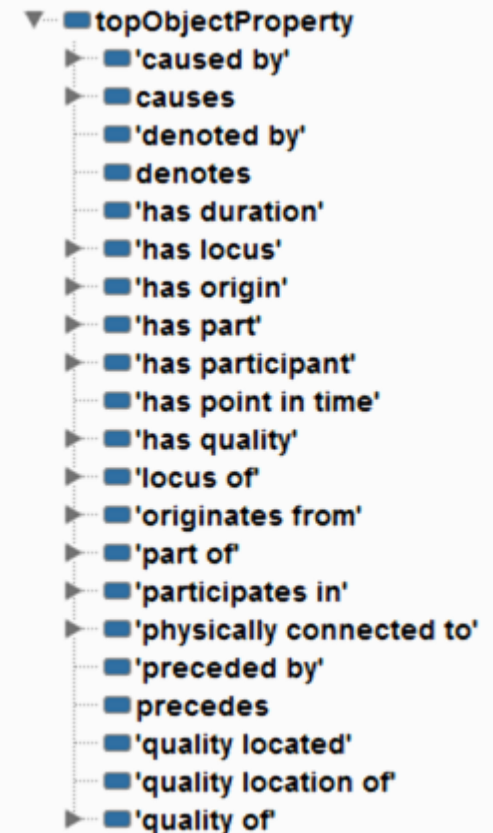 topObjectProperty
'caused by'
causes
'denoted by'
denotes
'has duration'
'has locus'
'has origin'
'has part'
'has participant'
'has point in time'
'has quality'
'locus of'
'originates from'
'part of'
'participates in'
'physically connected to'
'preceded by'
precedes
'quality located'
'quality location of'
'quality of'